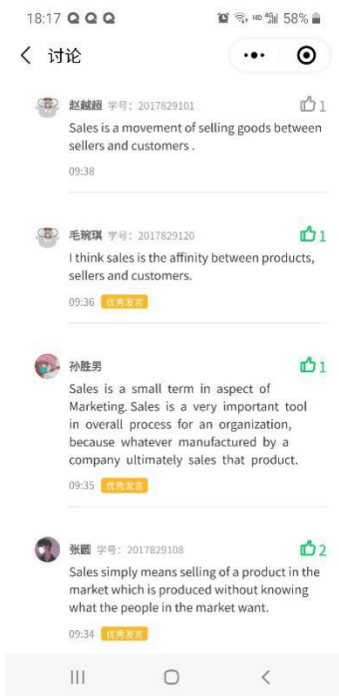 18:17 58%
讨论
赵越超 学号：2017829101 1
Sales is a movement of selling goods between
sellers and customers .
09:38
毛琬琪 学号：2017829120 1
I think sales is the affinity between products,
sellers and customers.
09:36 优秀发言
孙胜男 1
Sales is a small term in aspect of
Marketing. Sales is a very important tool
in overall process for an organization,
because whatever manufactured by a
company ultimately sales that product.
09:35 优秀发言
张圆 学号：2017829108 2
Sales simply means selling of a product in the
market which is produced without knowing
what the people in the market want.
09:34 优秀发言